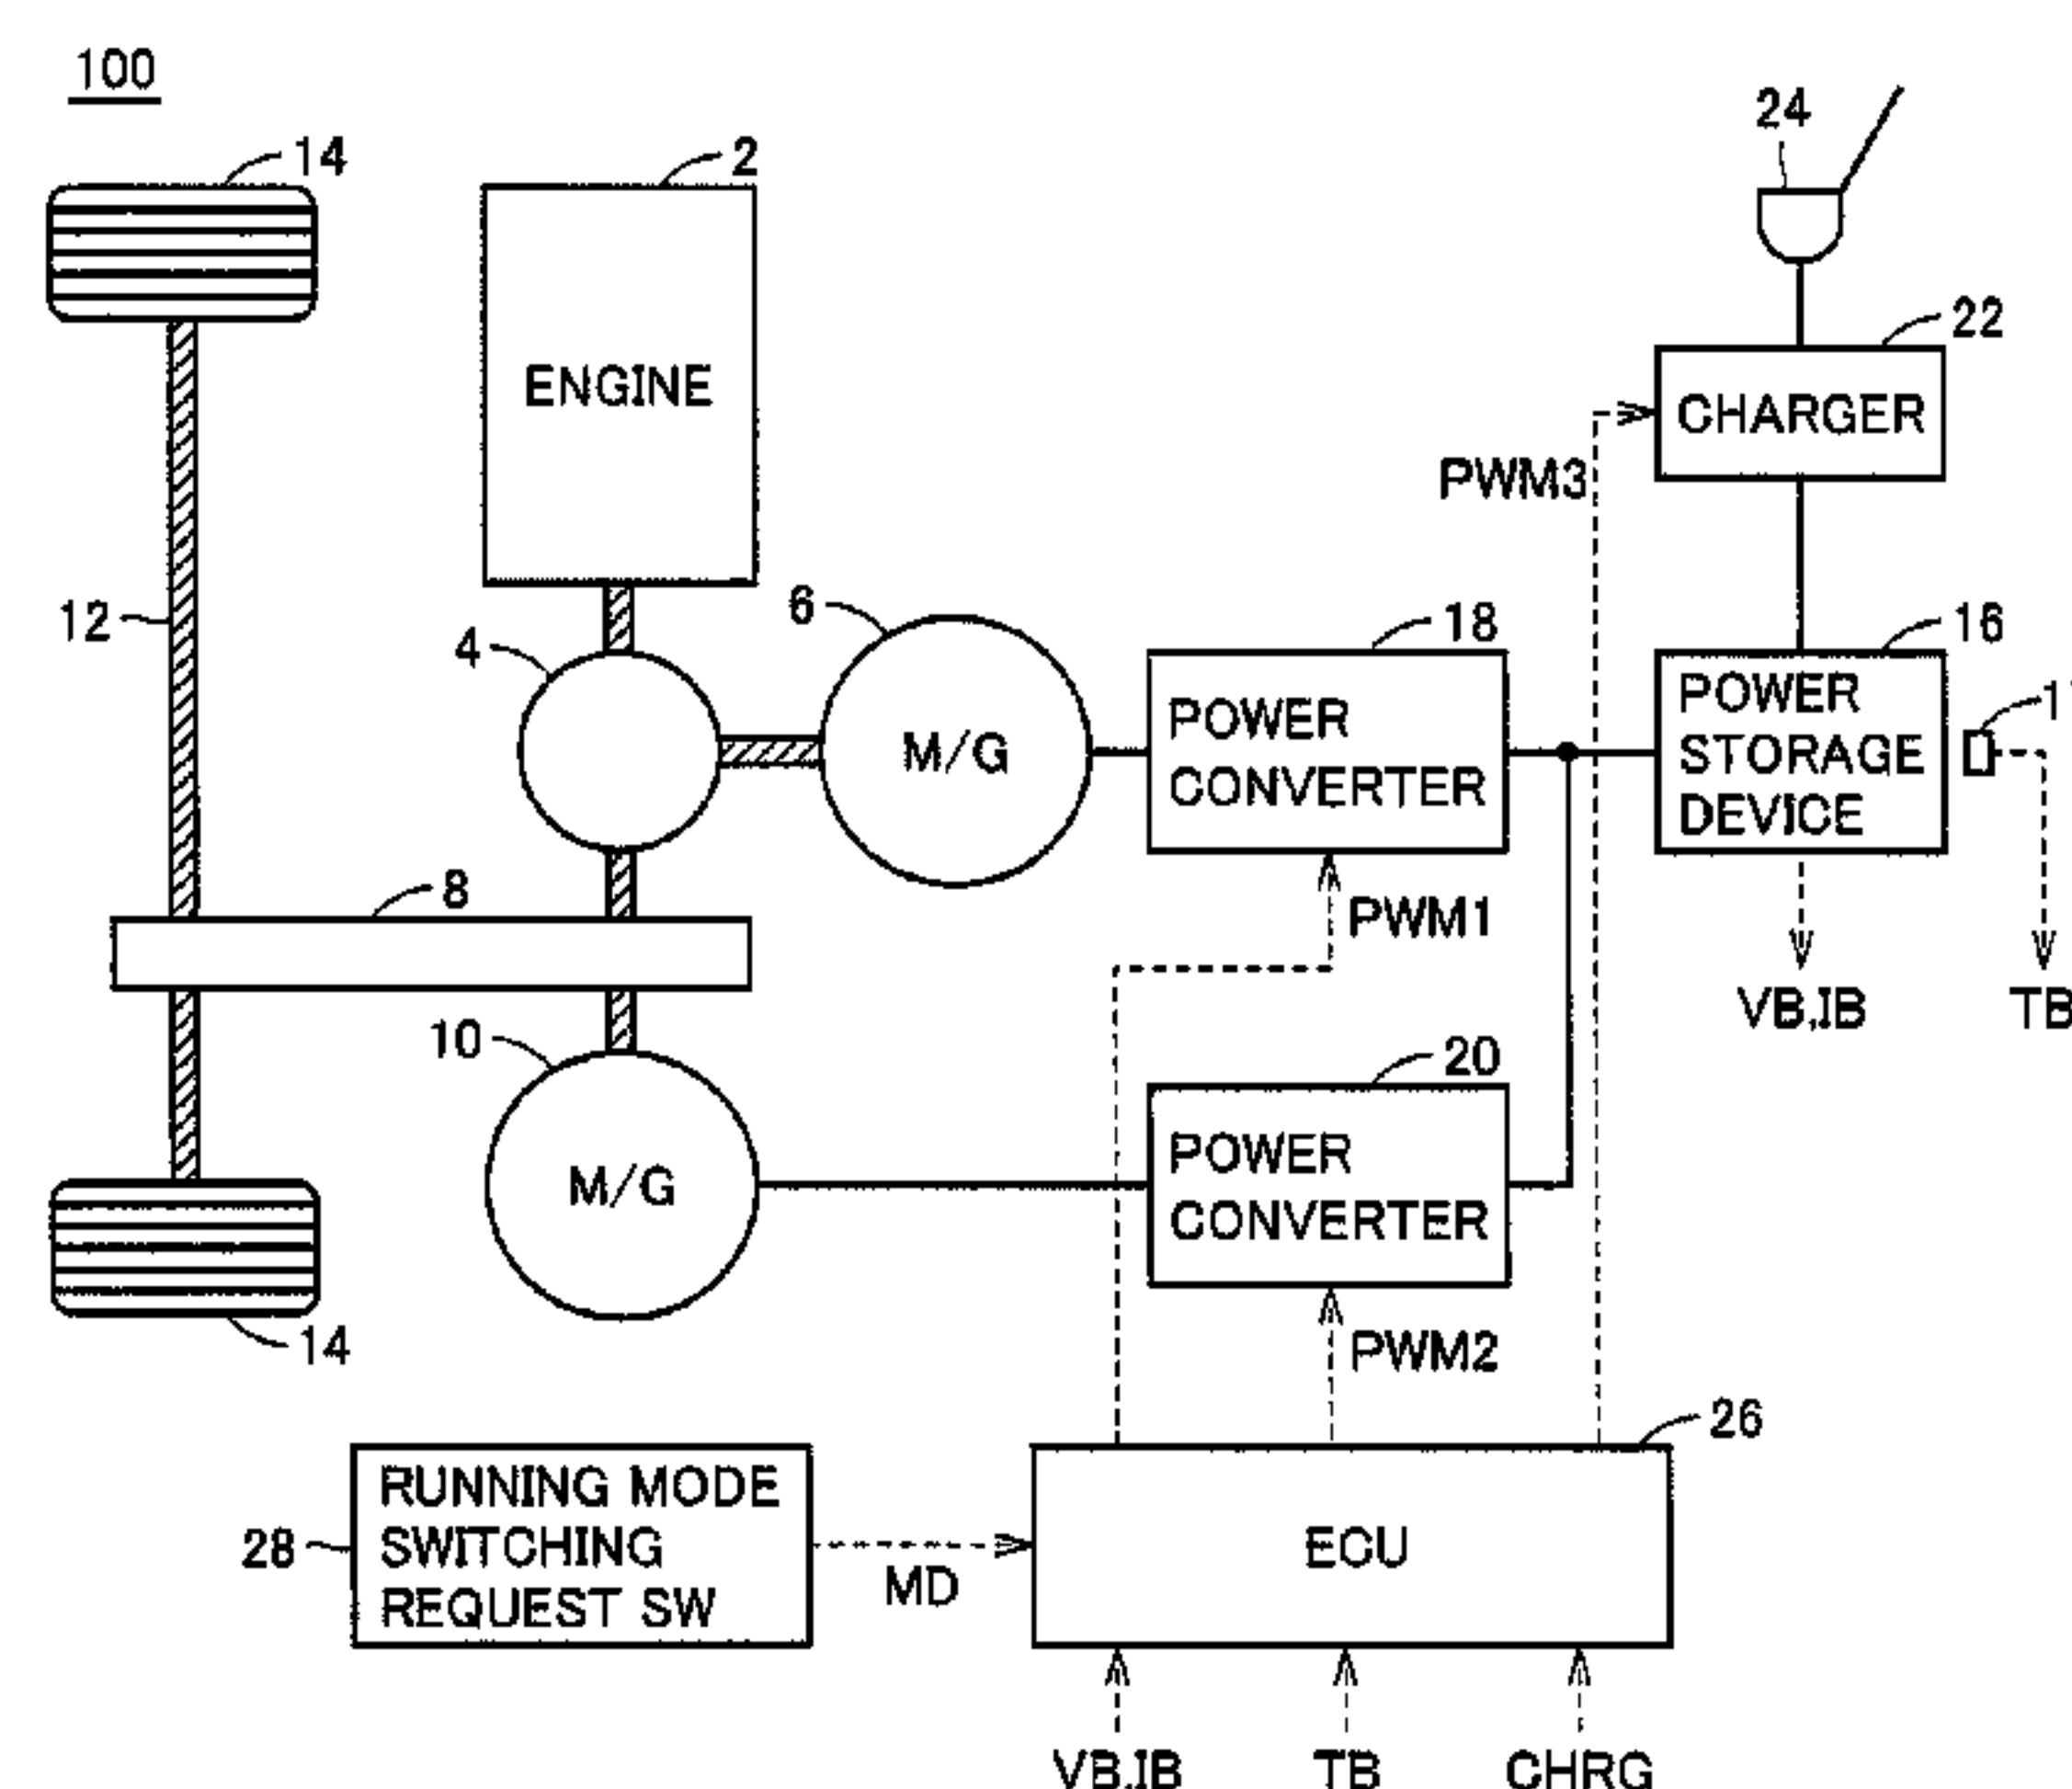 100
14
2
24
22
ENGINE
CHARGER
PWM3
12
4
6
18
16
M/G
POWER
CONVERTER
POWER
STORAGE
DEVICE
8
PWM1
VB,IB
TB
10
20
M/G
POWER
CONVERTER
14
PWM2
26
28
RUNNING MODE
SWITCHING
REQUEST SW
MD
ECU
VB,IB
TB
CHRG